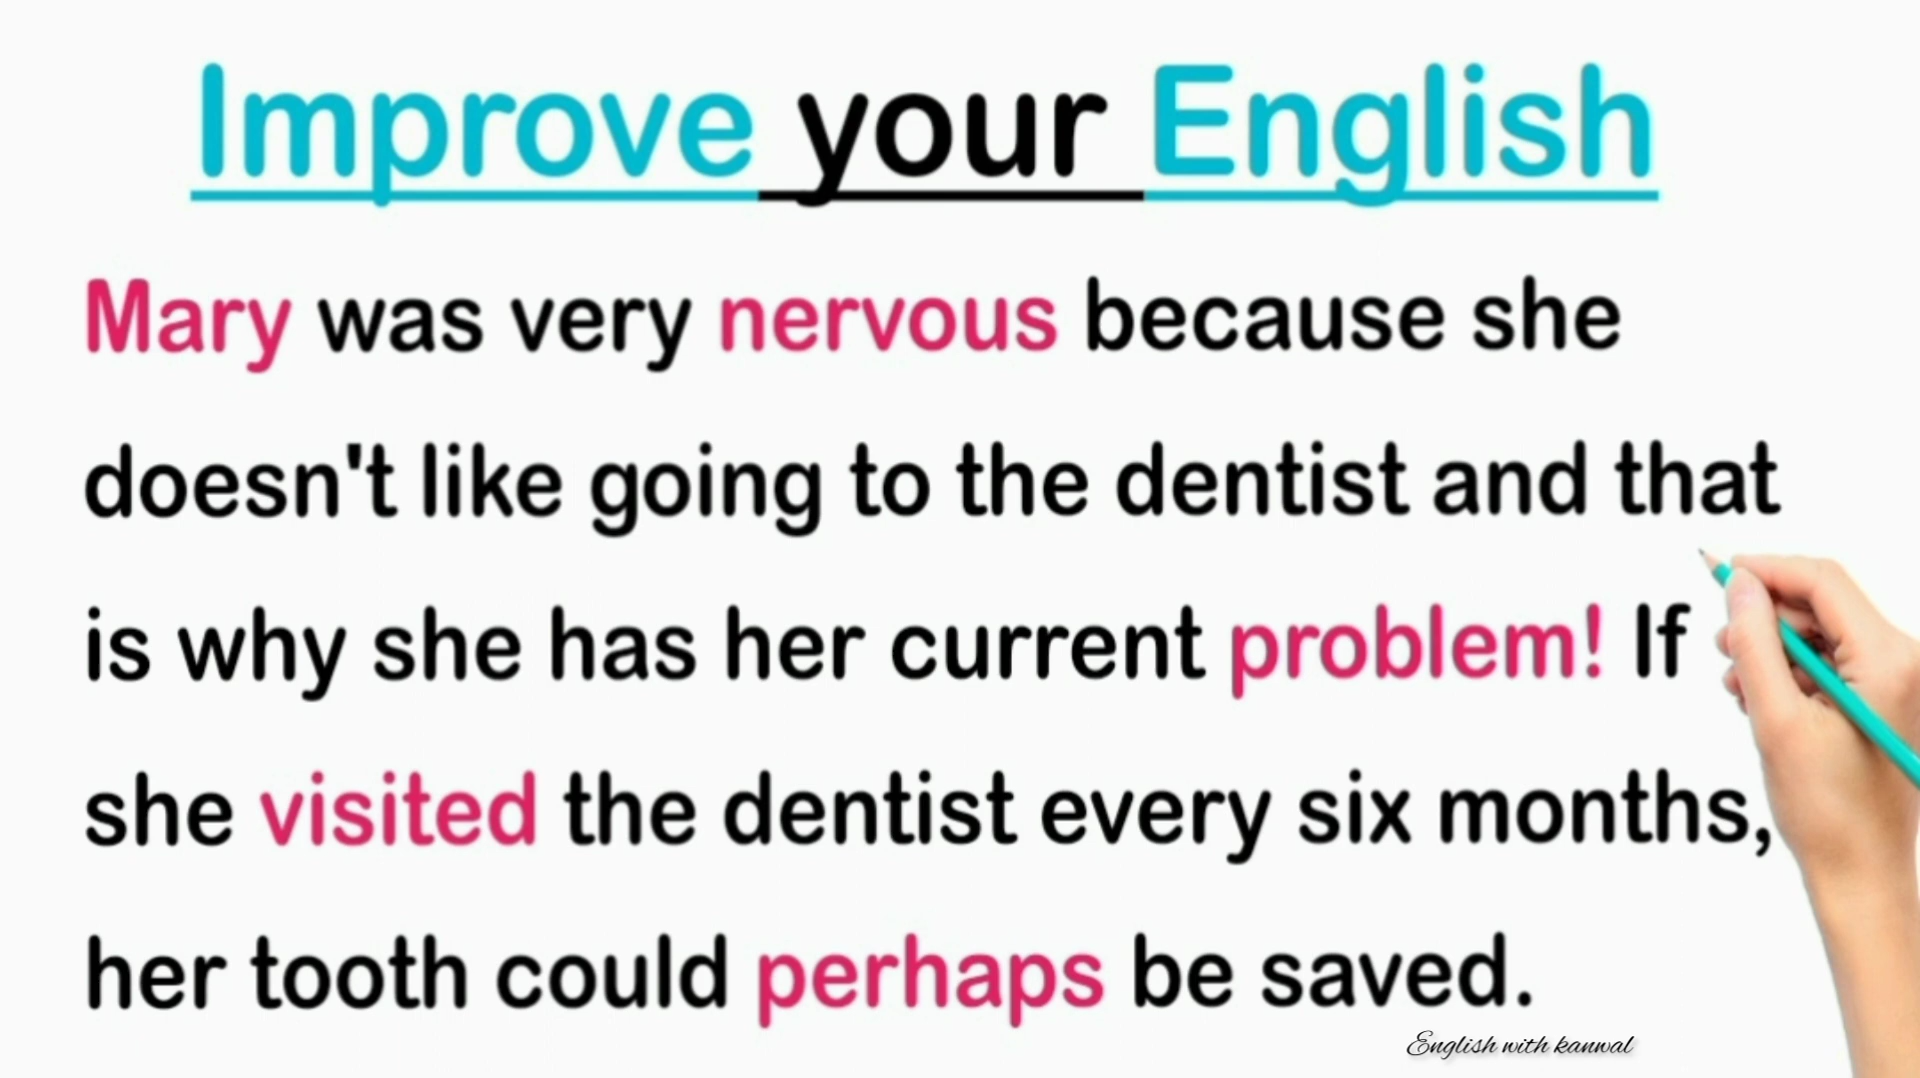 Improve your English
Mary was very nervous because she
doesn't like going to the dentist and that
is why she has her current problem! If
she visited the dentist every six months,
her tooth could perhaps be saved.
English with kanwal